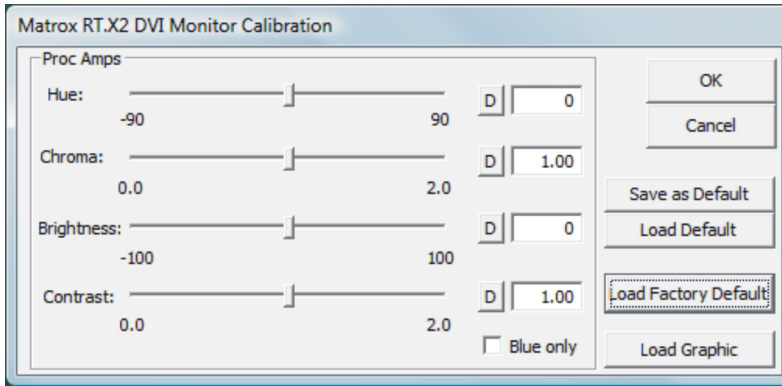 Matrox RT.X2 DVI Monitor Calibration
Proc Amps
Hue:
-90 90
D 0
Chroma:
0.0 2.0
D 1.00
Brightness:
-100 100
D 0
Contrast:
0.0 2.0
D 1.00
Blue only
OK
Cancel
Save as Default
Load Default
Load Factory Default
Load Graphic